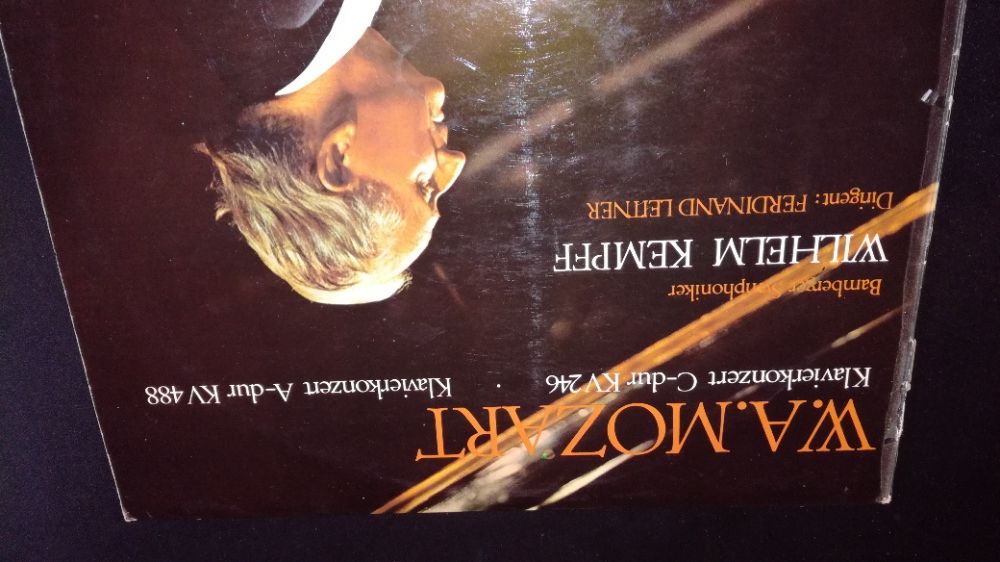 W.A.MOZART
Klavierkonzert C-dur KV 246 · Klavierkonzert A-dur KV 488
Bamberger Symphoniker
WILHELM KEMPFF
Dirigent: FERDINAND LEITNER